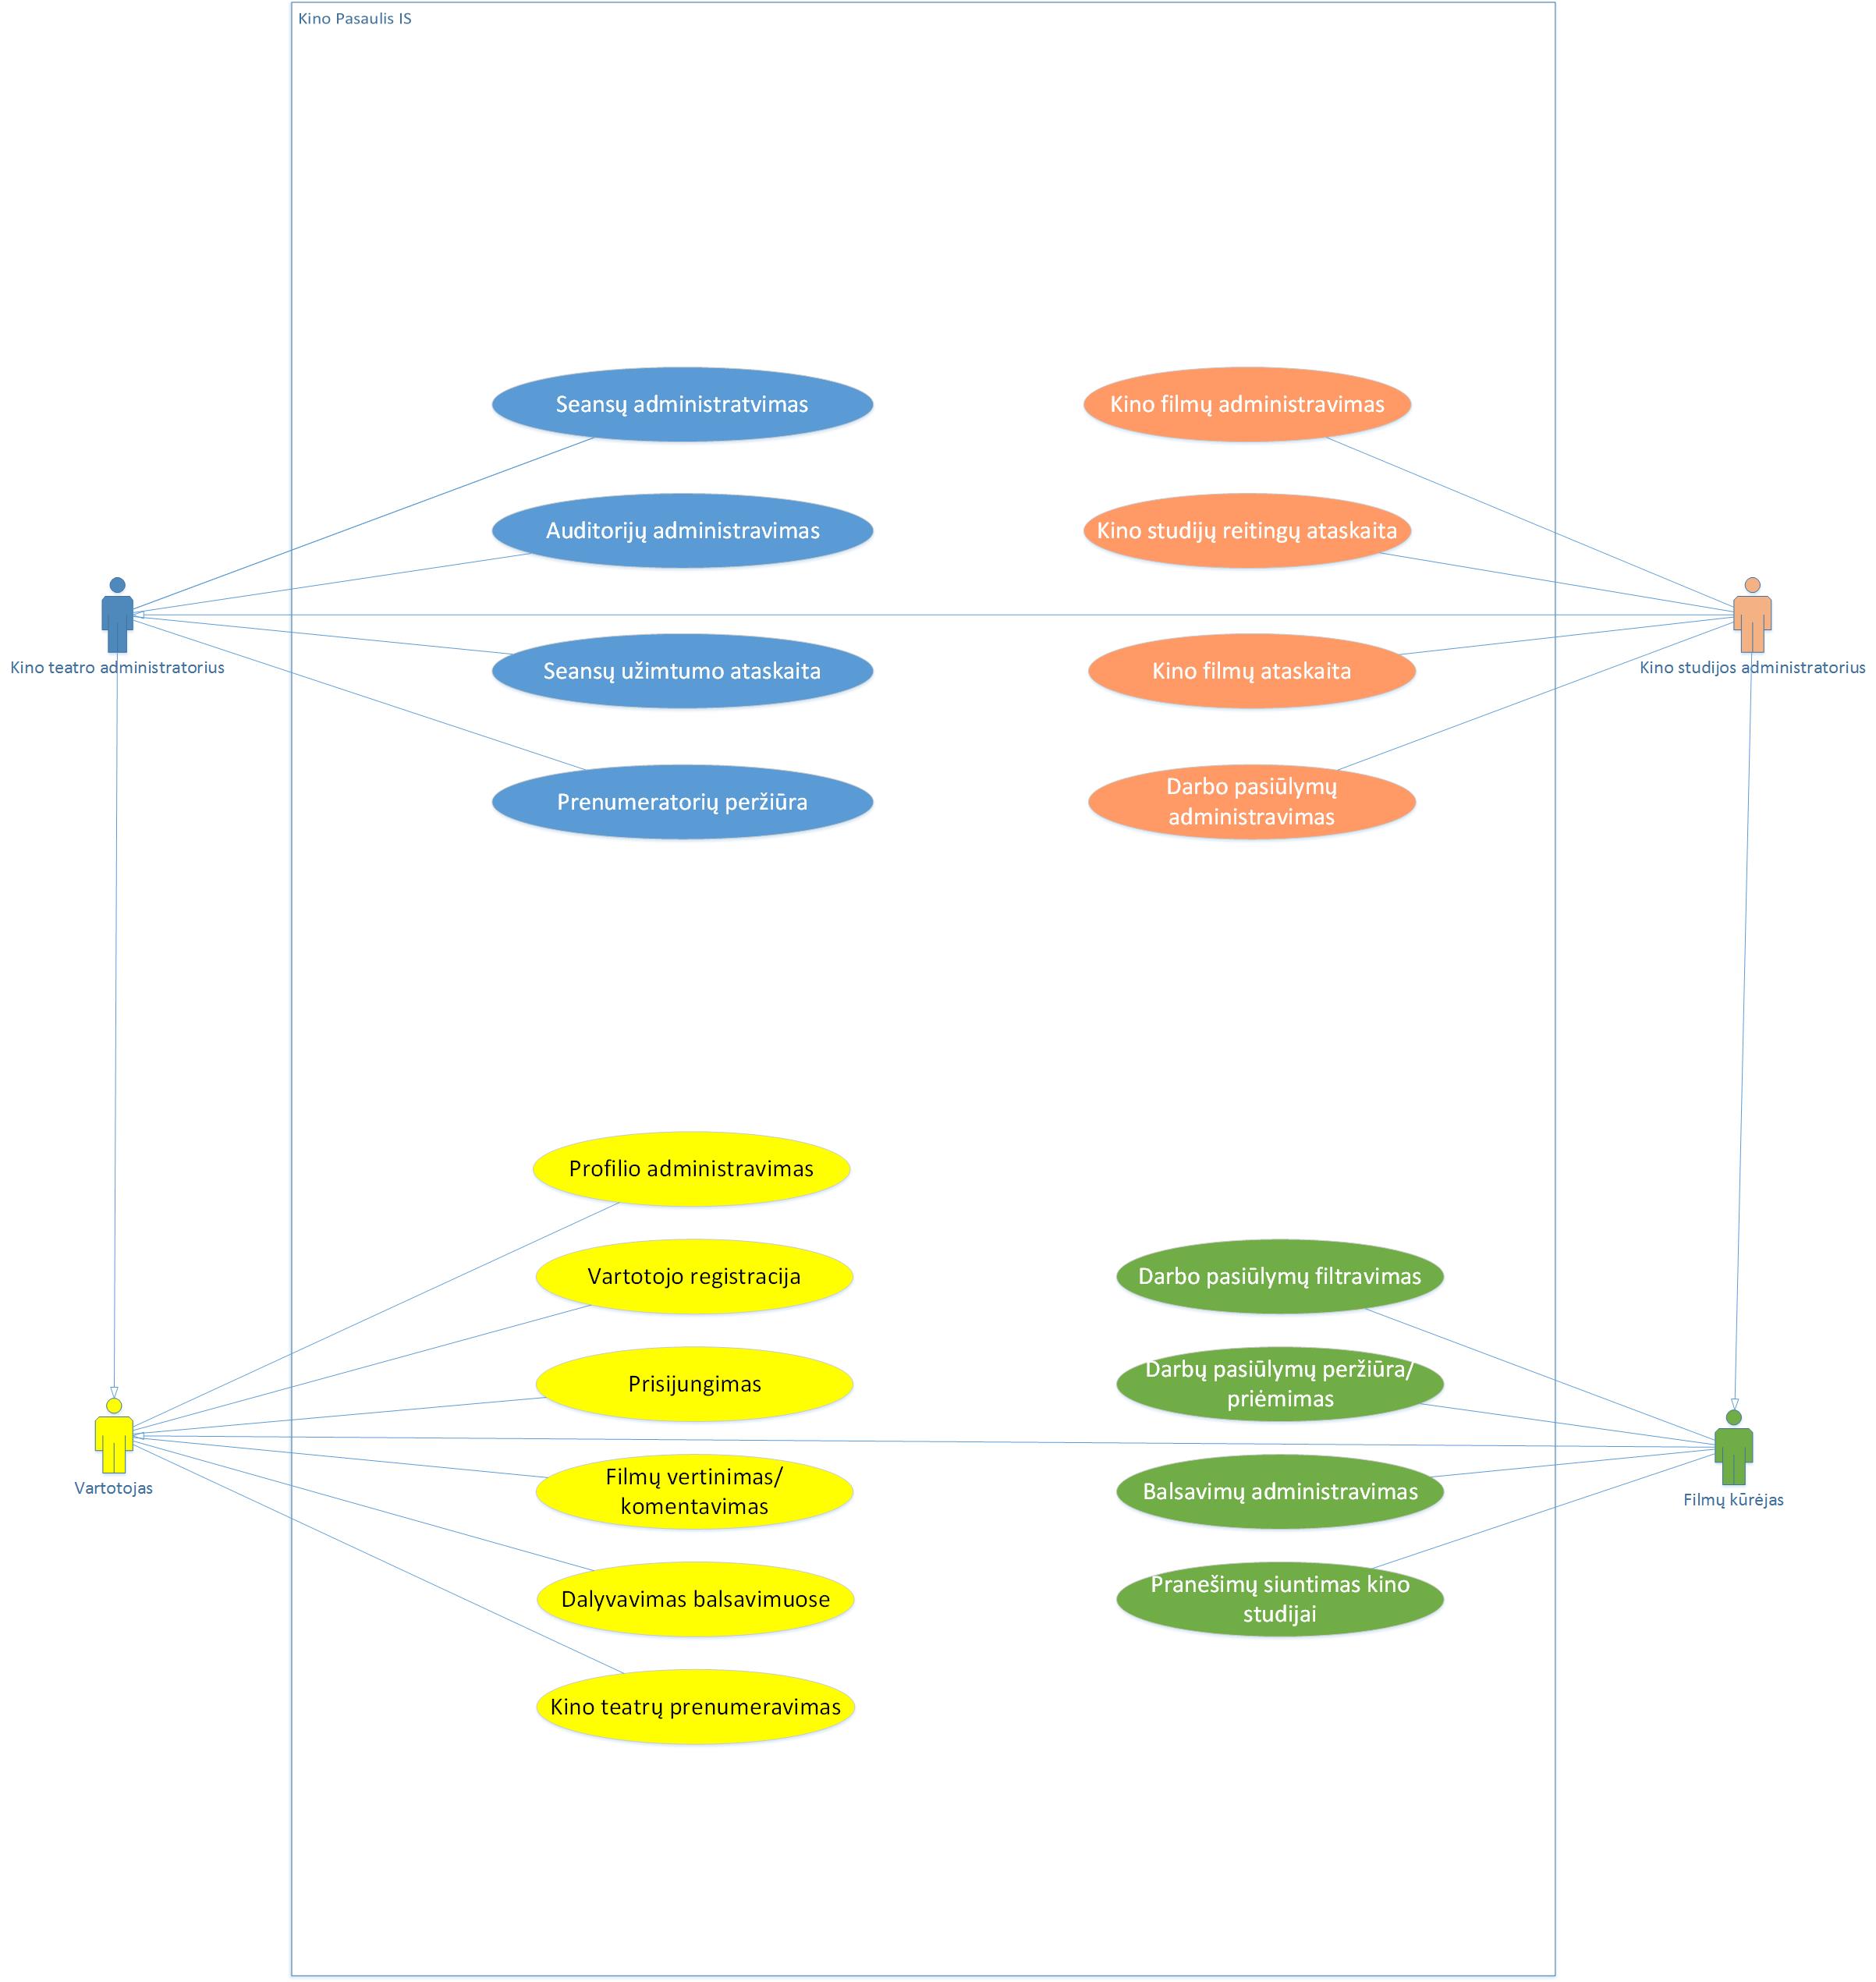 Kino Pasaulis IS
Seansų administratvimas
Kino filmų administravimas
Auditorijų administravimas
Kino studijų reitingų ataskaita
Kino teatro administratorius
Kino studijos administratorius
Seansų užimtumo ataskaita
Kino filmų ataskaita
Prenumeratorių peržiūra
Darbo pasiūlymų
administravimas
Profilio administravimas
Vartotojo registracija
Darbo pasiūlymų filtravimas
Prisijungimas
Darbų pasiūlymų peržiūra/
priėmimas
Vartotojas
Filmų kūrėjas
Filmų vertinimas/
komentavimas
Balsavimų administravimas
Dalyvavimas balsavimuose
Pranešimų siuntimas kino
studijai
Kino teatrų prenumeravimas